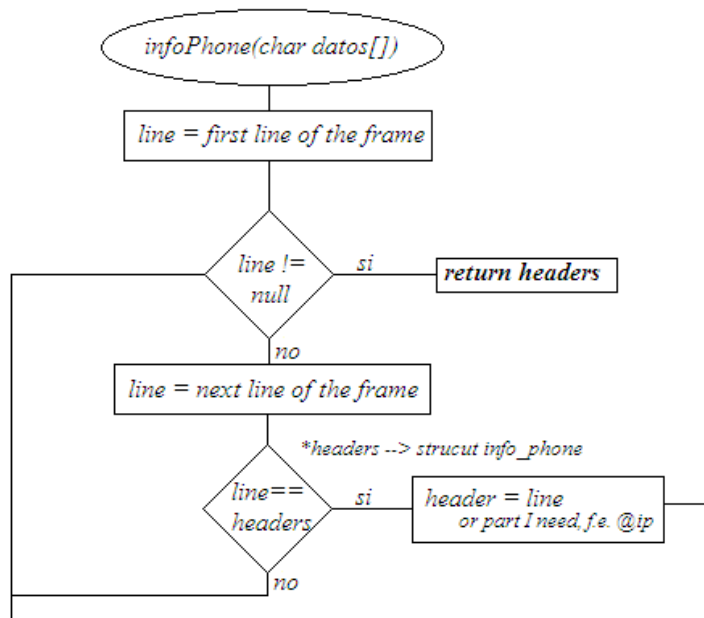 infoPhone(char datos[])
line = first line of the frame
line !=
null
si
return headers
no
line = next line of the frame
*headers --> strucut info_phone
line==
headers
si
header = line
or part I need, f.e. @ip
no